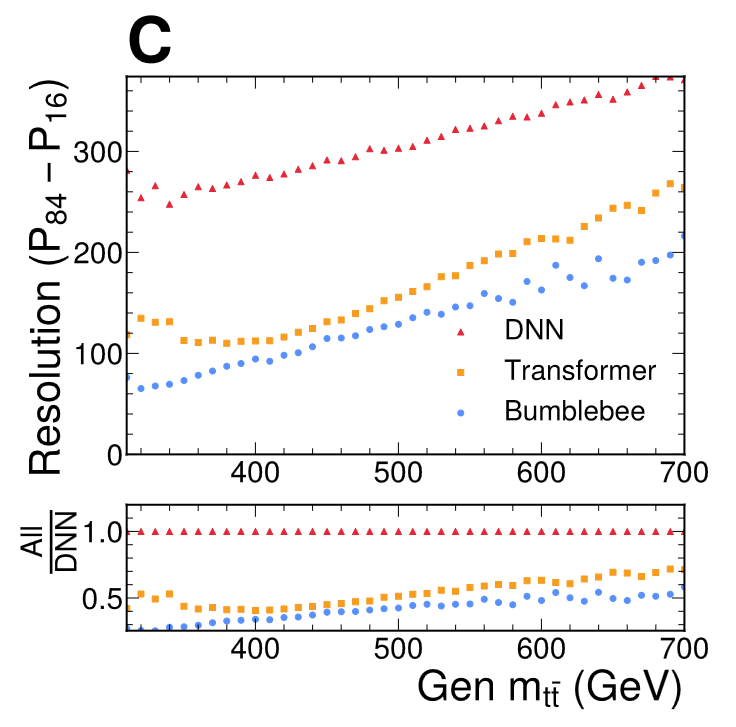 C
Resolution (P84 − P16)
300
200
100
0
DNN
Transformer
Bumblebee
400
500
600
700
All
DNN
1.0
0.5
400
500
600
700
Gen mtt̄ (GeV)